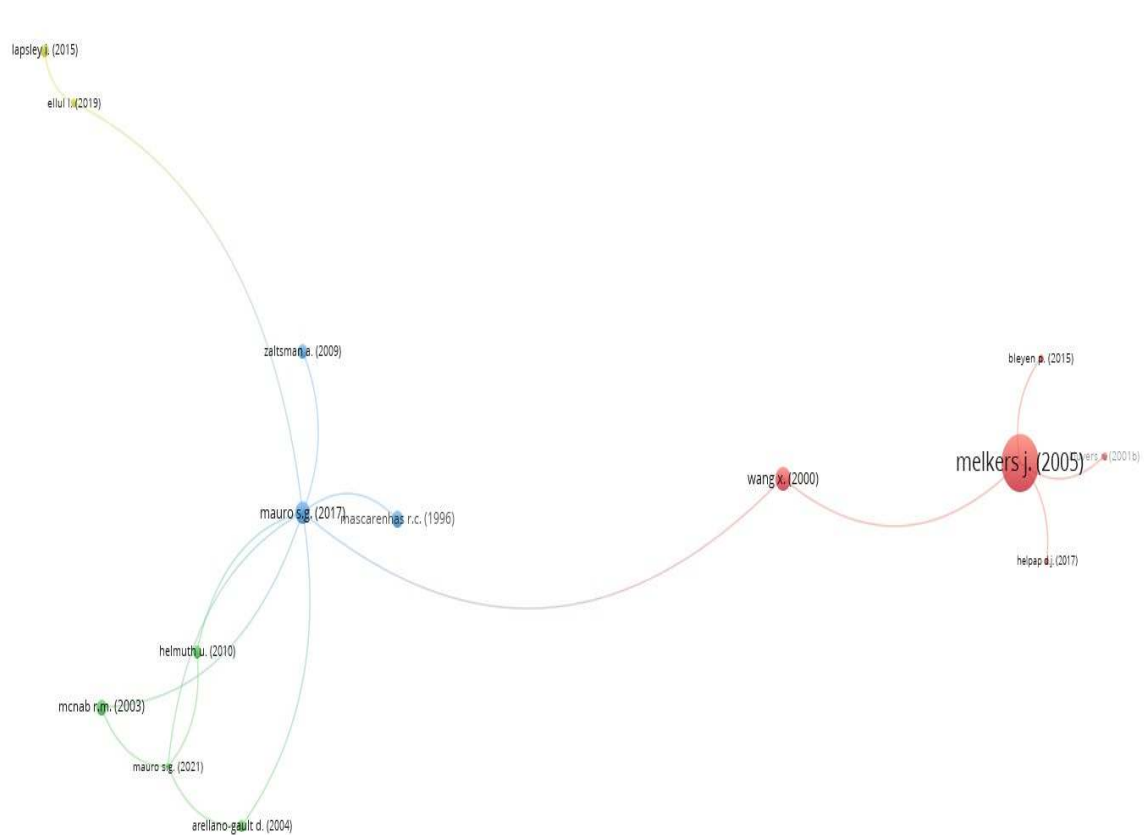 lapsley i. (2015)
ellul l. (2019)
zaltsman a. (2009)
bleyen p. (2015)
melkers j. (2005)
(2001b)
wang x. (2000)
mauro s.g. (2017)
mascarenhas r.c. (1996)
helpap d.j. (2017)
helmuth u. (2010)
mcnab r.m. (2003)
mauro s.g. (2021)
arellano-gault d. (2004)